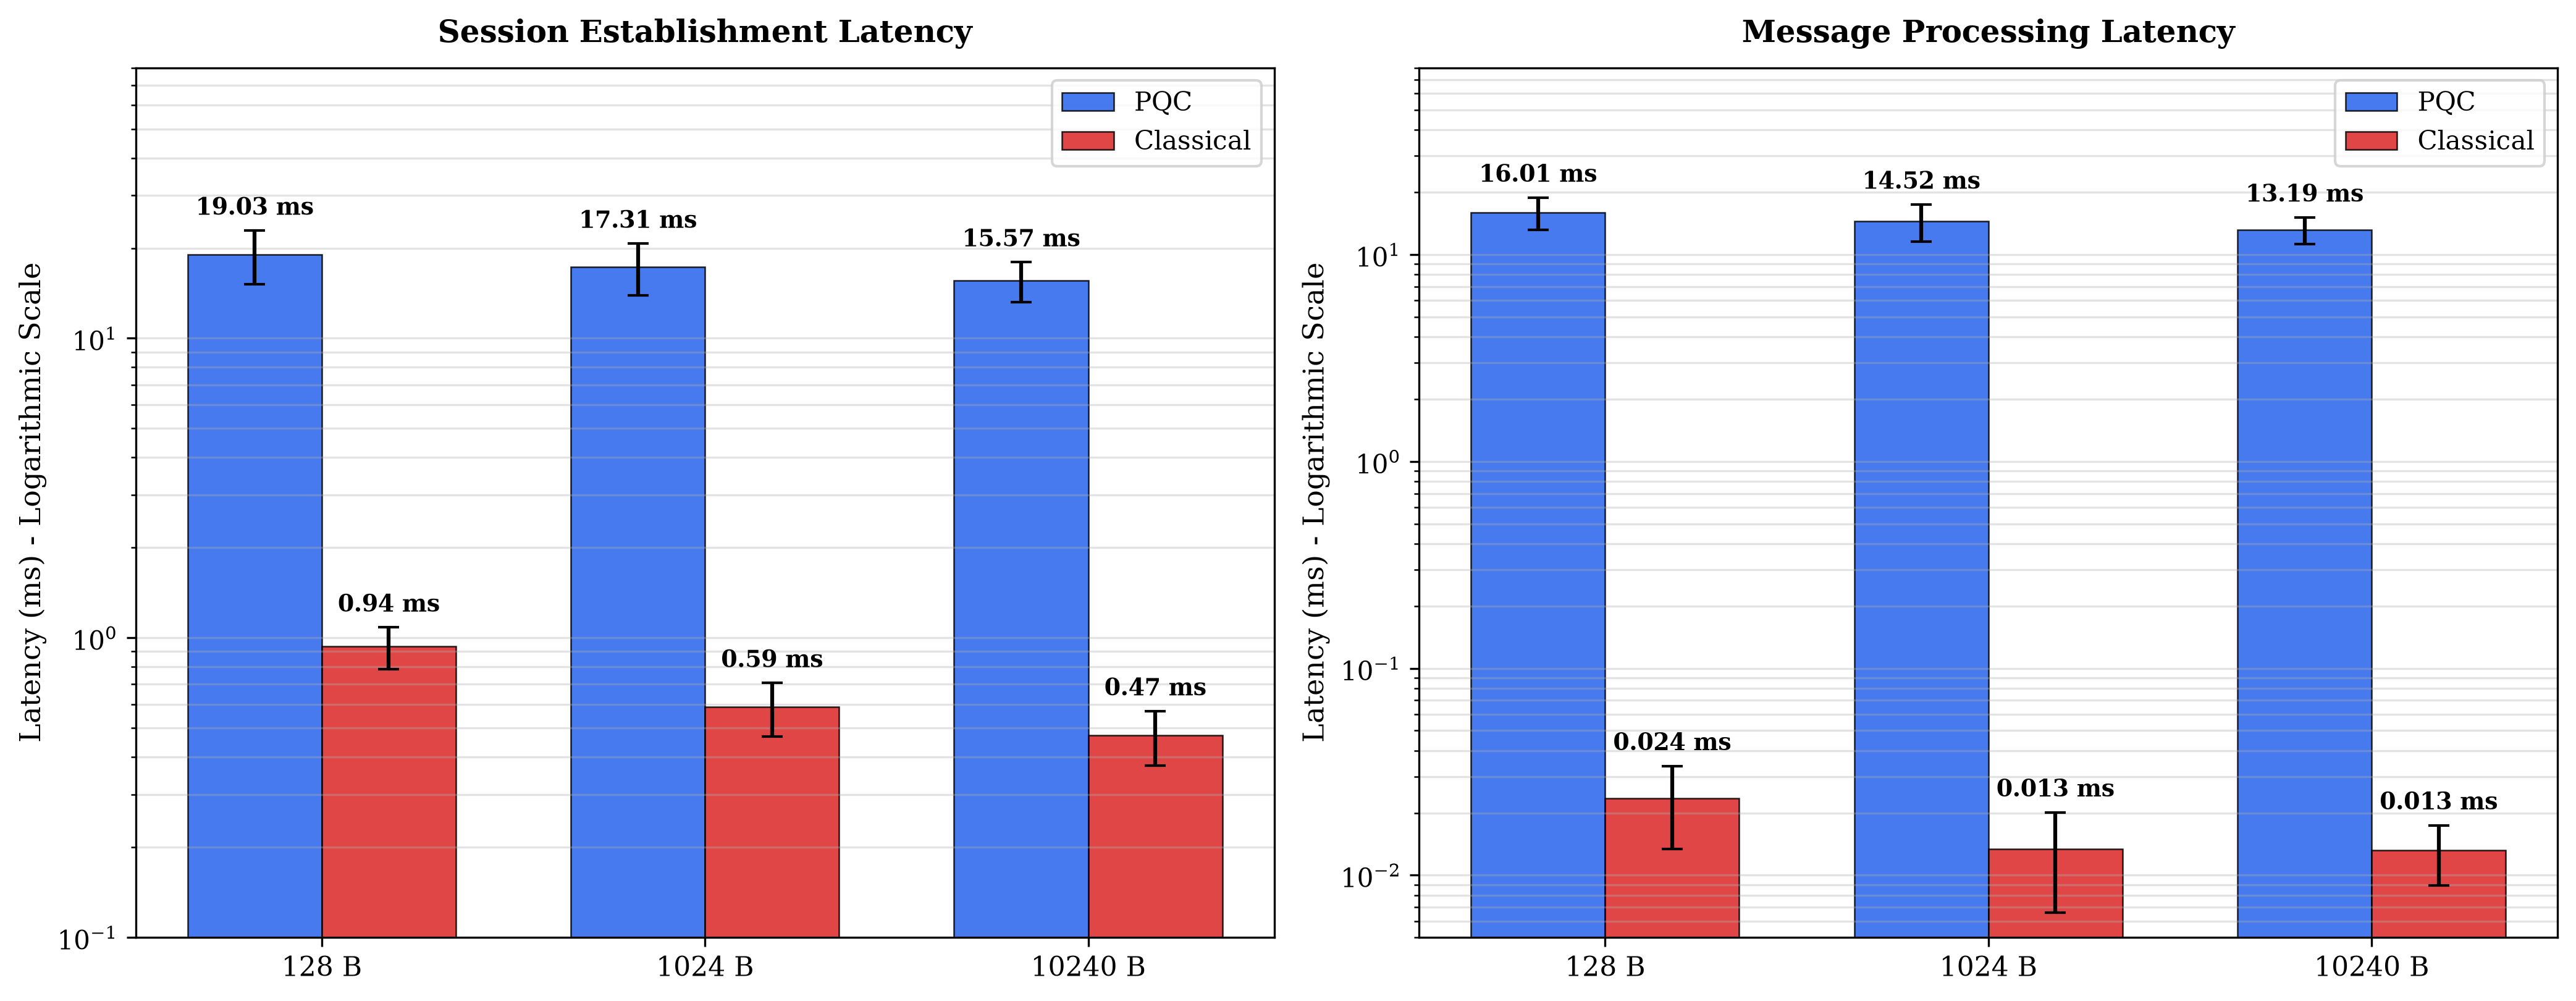 Session Establishment Latency
Latency (ms) - Logarithmic Scale
10¹
10⁰
10⁻¹
PQC
Classical
19.03 ms
0.94 ms
17.31 ms
0.59 ms
15.57 ms
0.47 ms
128 B
1024 B
10240 B
Message Processing Latency
Latency (ms) - Logarithmic Scale
10¹
10⁰
10⁻¹
10⁻²
PQC
Classical
16.01 ms
0.024 ms
14.52 ms
0.013 ms
13.19 ms
0.013 ms
128 B
1024 B
10240 B